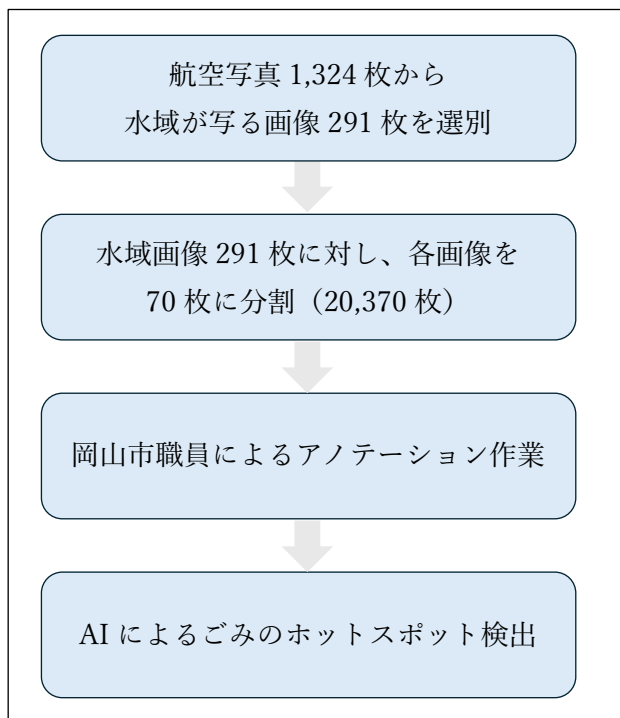 航空写真 1,324 枚から
水域が写る画像 291 枚を選別
水域画像 291 枚に対し、各画像を
70 枚に分割（20,370 枚）
岡山市職員によるアノテーション作業
AI によるごみのホットスポット検出